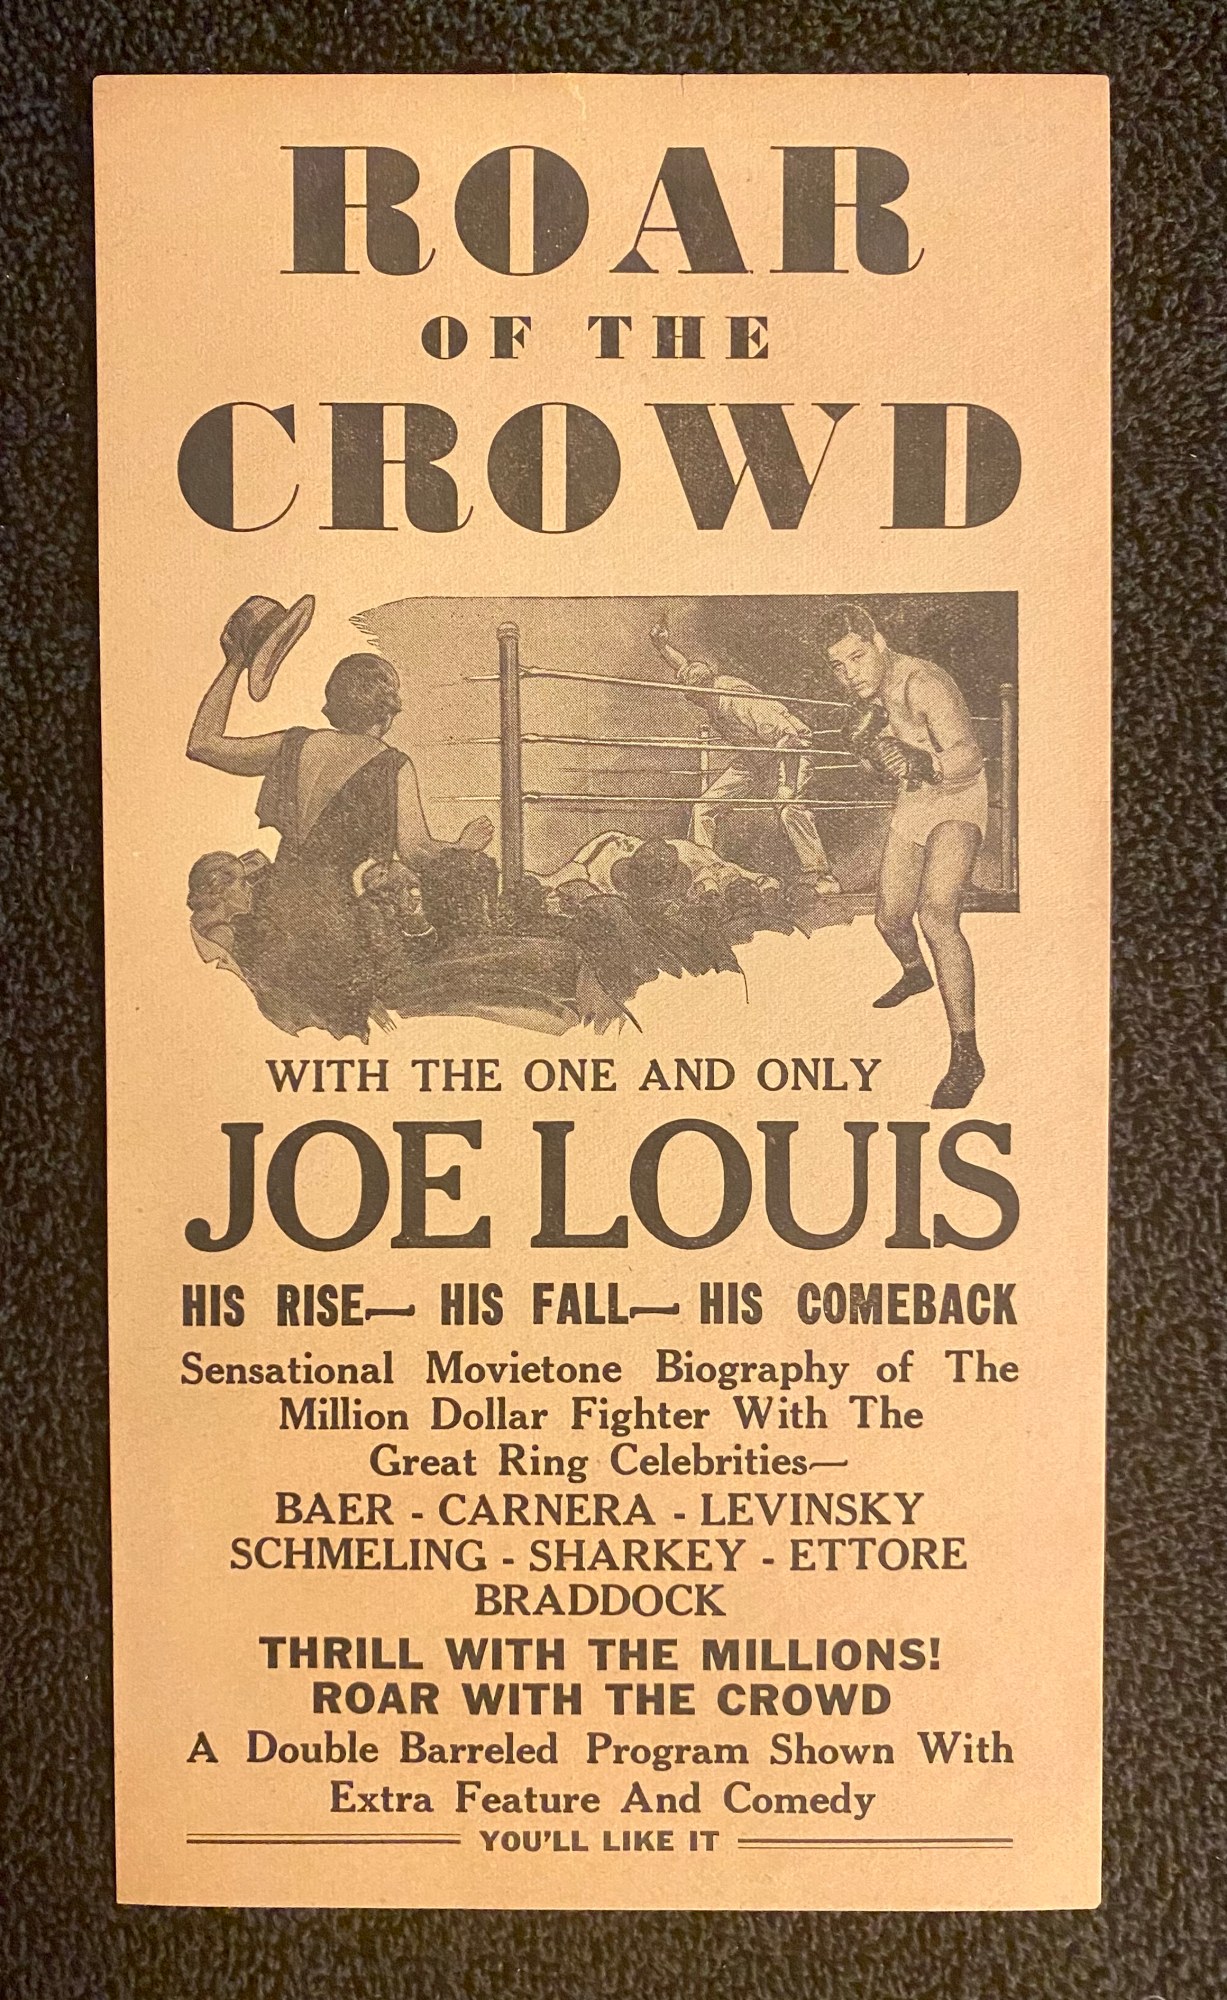 ROAR
OF THE
CROWD
WITH THE ONE AND ONLY
JOE LOUIS
HIS RISE— HIS FALL— HIS COMEBACK
Sensational Movietone Biography of The
Million Dollar Fighter With The
Great Ring Celebrities—
BAER - CARNERA - LEVINSKY
SCHMELING - SHARKEY - ETTORE
BRADDOCK
THRILL WITH THE MILLIONS!
ROAR WITH THE CROWD
A Double Barreled Program Shown With
Extra Feature And Comedy
YOU'LL LIKE IT